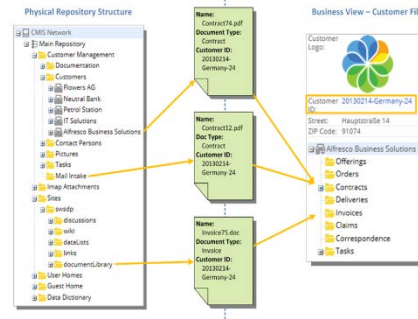 Physical Repository Structure
CMIS Network
Main Repository
Customer Management
Documentation
Customers
Flowers AG
Neutral Bank
Petrol Station
IT Solutions
Alfresco Business Solutions
Contact Persons
Pictures
Tasks
Mail Intake
Imap Attachments
Sites
swsdp
discussions
wiki
dataLists
links
documentLibrary
User Homes
Guest Home
Data Dictionary
Name:
Contract74.pdf
Document Type:
Contract
Customer ID:
20130214-
Germany-24
Name:
Contract12.pdf
Doc Type:
Contract
Customer ID:
20130214-
Germany-24
Name:
Invoice75.doc
Document Type:
Invoice
Customer ID:
20130214-
Germany-24
Business View – Customer Fil
Customer
Logo:
Customer 20130214-Germany-24
ID:
Street: Hauptstraße 14
ZIP Code: 91074
Alfresco Business Solutions
Offerings
Orders
Contracts
Deliveries
Invoices
Claims
Correspondence
Tasks